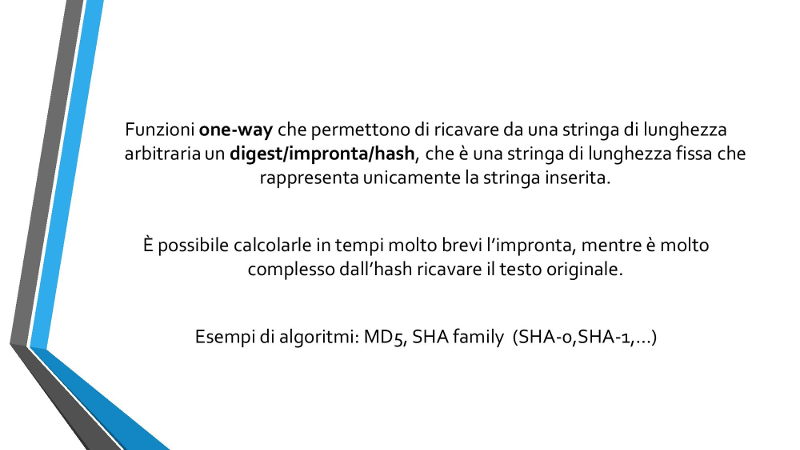 Funzioni one-way che permettono di ricavare da una stringa di lunghezza
arbitraria un digest/impronta/hash, che è una stringa di lunghezza fissa che
rappresenta unicamente la stringa inserita.
È possibile calcolarle in tempi molto brevi l’impronta, mentre è molto
complesso dall’hash ricavare il testo originale.
Esempi di algoritmi: MD5, SHA family (SHA-0,SHA-1,…)